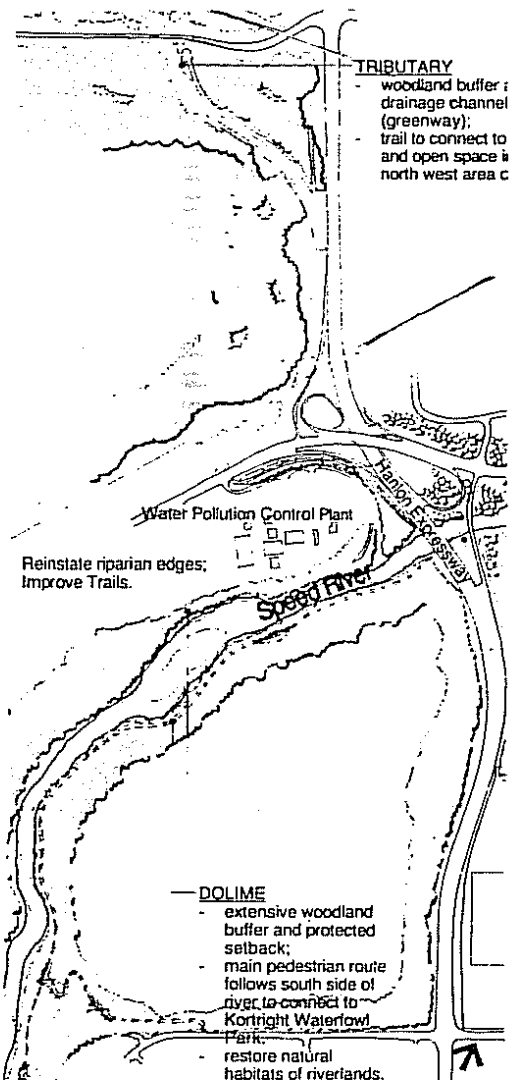 TRIBUTARY
- woodland buffer
drainage channel
(greenway);
- trail to connect to
and open space
north west area
Hanlon Expressway
Water Pollution Control Plant
Reinstate riparian edges;
Improve Trails.
Speed River
DOLIME
- extensive woodland
buffer and protected
setback;
- main pedestrian route
follows south side of
river to connect to
Kortright Waterfowl
Park;
- restore natural
habitats of riverlands.